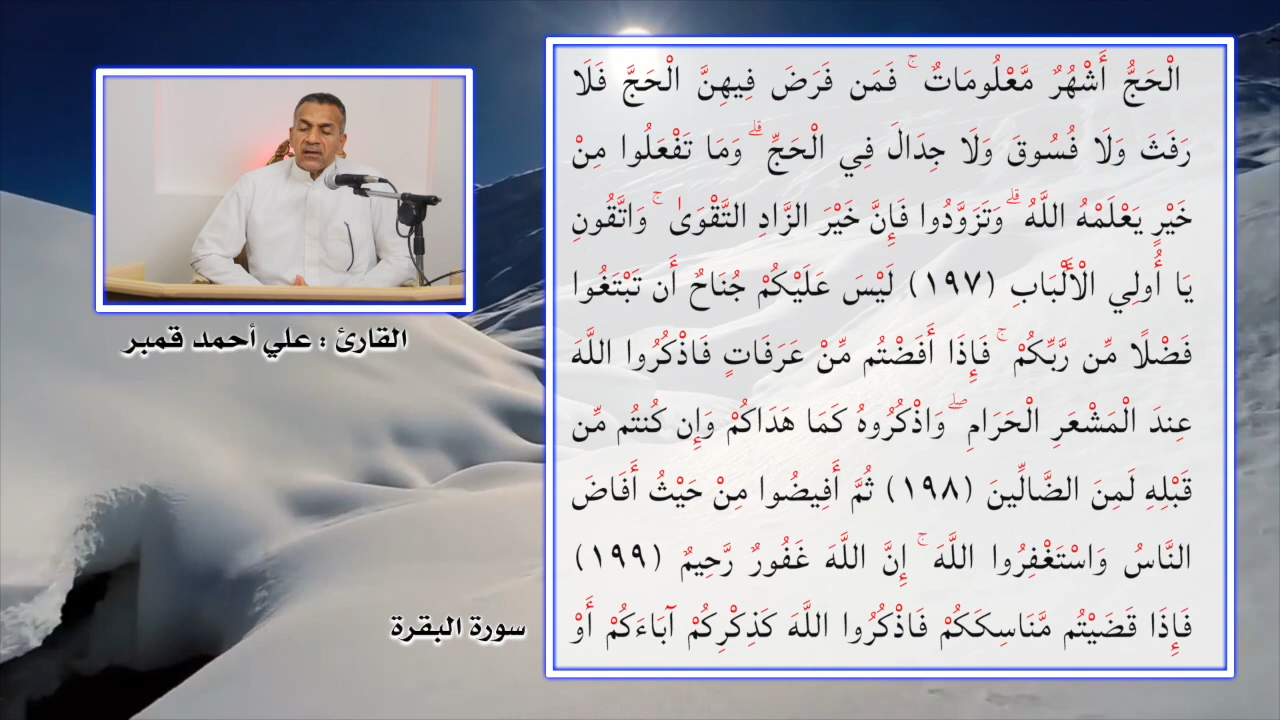 الْحَجُّ أَشْهُرٌ مَّعْلُومَاتٌ ۚ فَمَن فَرَضَ فِيهِنَّ الْحَجَّ فَلَا
رَفَثَ وَلَا فُسُوقَ وَلَا جِدَالَ فِي الْحَجِّ ۗ وَمَا تَفْعَلُوا مِنْ
خَيْرٍ يَعْلَمْهُ اللَّهُ ۗ وَتَزَوَّدُوا فَإِنَّ خَيْرَ الزَّادِ التَّقْوَىٰ ۚ وَاتَّقُونِ
يَا أُولِي الْأَلْبَابِ (١٩٧) لَيْسَ عَلَيْكُمْ جُنَاحٌ أَن تَبْتَغُوا
فَضْلًا مِّن رَّبِّكُمْ ۚ فَإِذَا أَفَضْتُم مِّنْ عَرَفَاتٍ فَاذْكُرُوا اللَّهَ
عِندَ الْمَشْعَرِ الْحَرَامِ ۖ وَاذْكُرُوهُ كَمَا هَدَاكُمْ وَإِن كُنتُم مِّن
قَبْلِهِ لَمِنَ الضَّالِّينَ (١٩٨) ثُمَّ أَفِيضُوا مِنْ حَيْثُ أَفَاضَ
النَّاسُ وَاسْتَغْفِرُوا اللَّهَ ۚ إِنَّ اللَّهَ غَفُورٌ رَّحِيمٌ (١٩٩)
فَإِذَا قَضَيْتُم مَّنَاسِكَكُمْ فَاذْكُرُوا اللَّهَ كَذِكْرِكُمْ آبَاءَكُمْ أَوْ
القارئ : علي أحمد قمبر
سورة البقرة